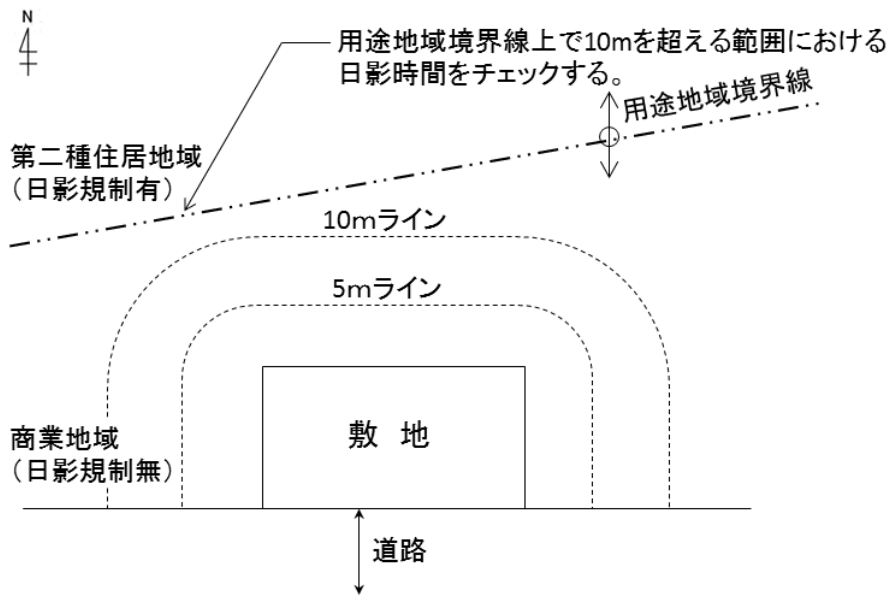 N
用途地域境界線上で10mを超える範囲における
日影時間をチェックする。
用途地域境界線
第二種住居地域
（日影規制有）
10mライン
5mライン
敷 地
商業地域
（日影規制無）
道路